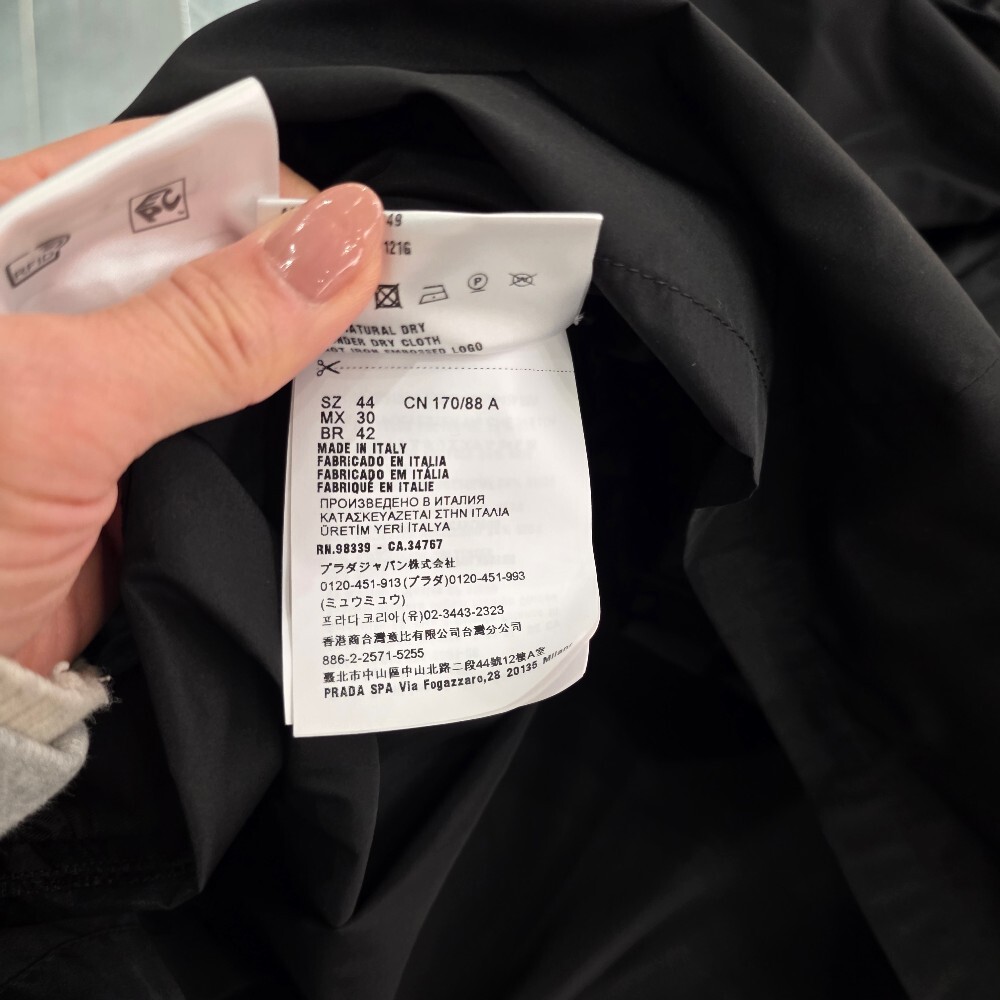 RFID
49
1216
P
NATURAL DRY
UNDER DRY CLOTH
NOT IRON EMBOSSED LOGO
SZ 44 CN 170/88 A
MX 30
BR 42
MADE IN ITALY
FABRICADO EN ITALIA
FABRICADO EM ITÁLIA
FABRIQUÉ EN ITALIE
ПРОИЗВЕДЕНО В ИТАЛИЯ
ΚΑΤΑΣΚΕΥΑΖΕΤΑΙ ΣΤΗΝ ΙΤΑΛΙΑ
ÜRETİM YERİ İTALYA
RN.98339 - CA.34767
プラダジャパン株式会社
0120-451-913(プラダ)0120-451-993
(ミュウミュウ)
프라다코리아(유)02-3443-2323
香港商台灣意比有限公司台灣分公司
886-2-2571-5255
臺北市中山區中山北路二段44號12樓A室
PRADA SPA Via Fogazzaro,28 20135 Milan